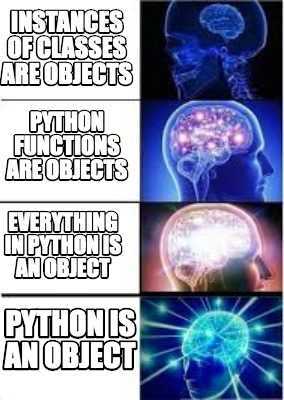 INSTANCES
OF CLASSES
ARE OBJECTS
PYTHON
FUNCTIONS
ARE OBJECTS
EVERYTHING
IN PYTHON IS
AN OBJECT
PYTHON IS
AN OBJECT